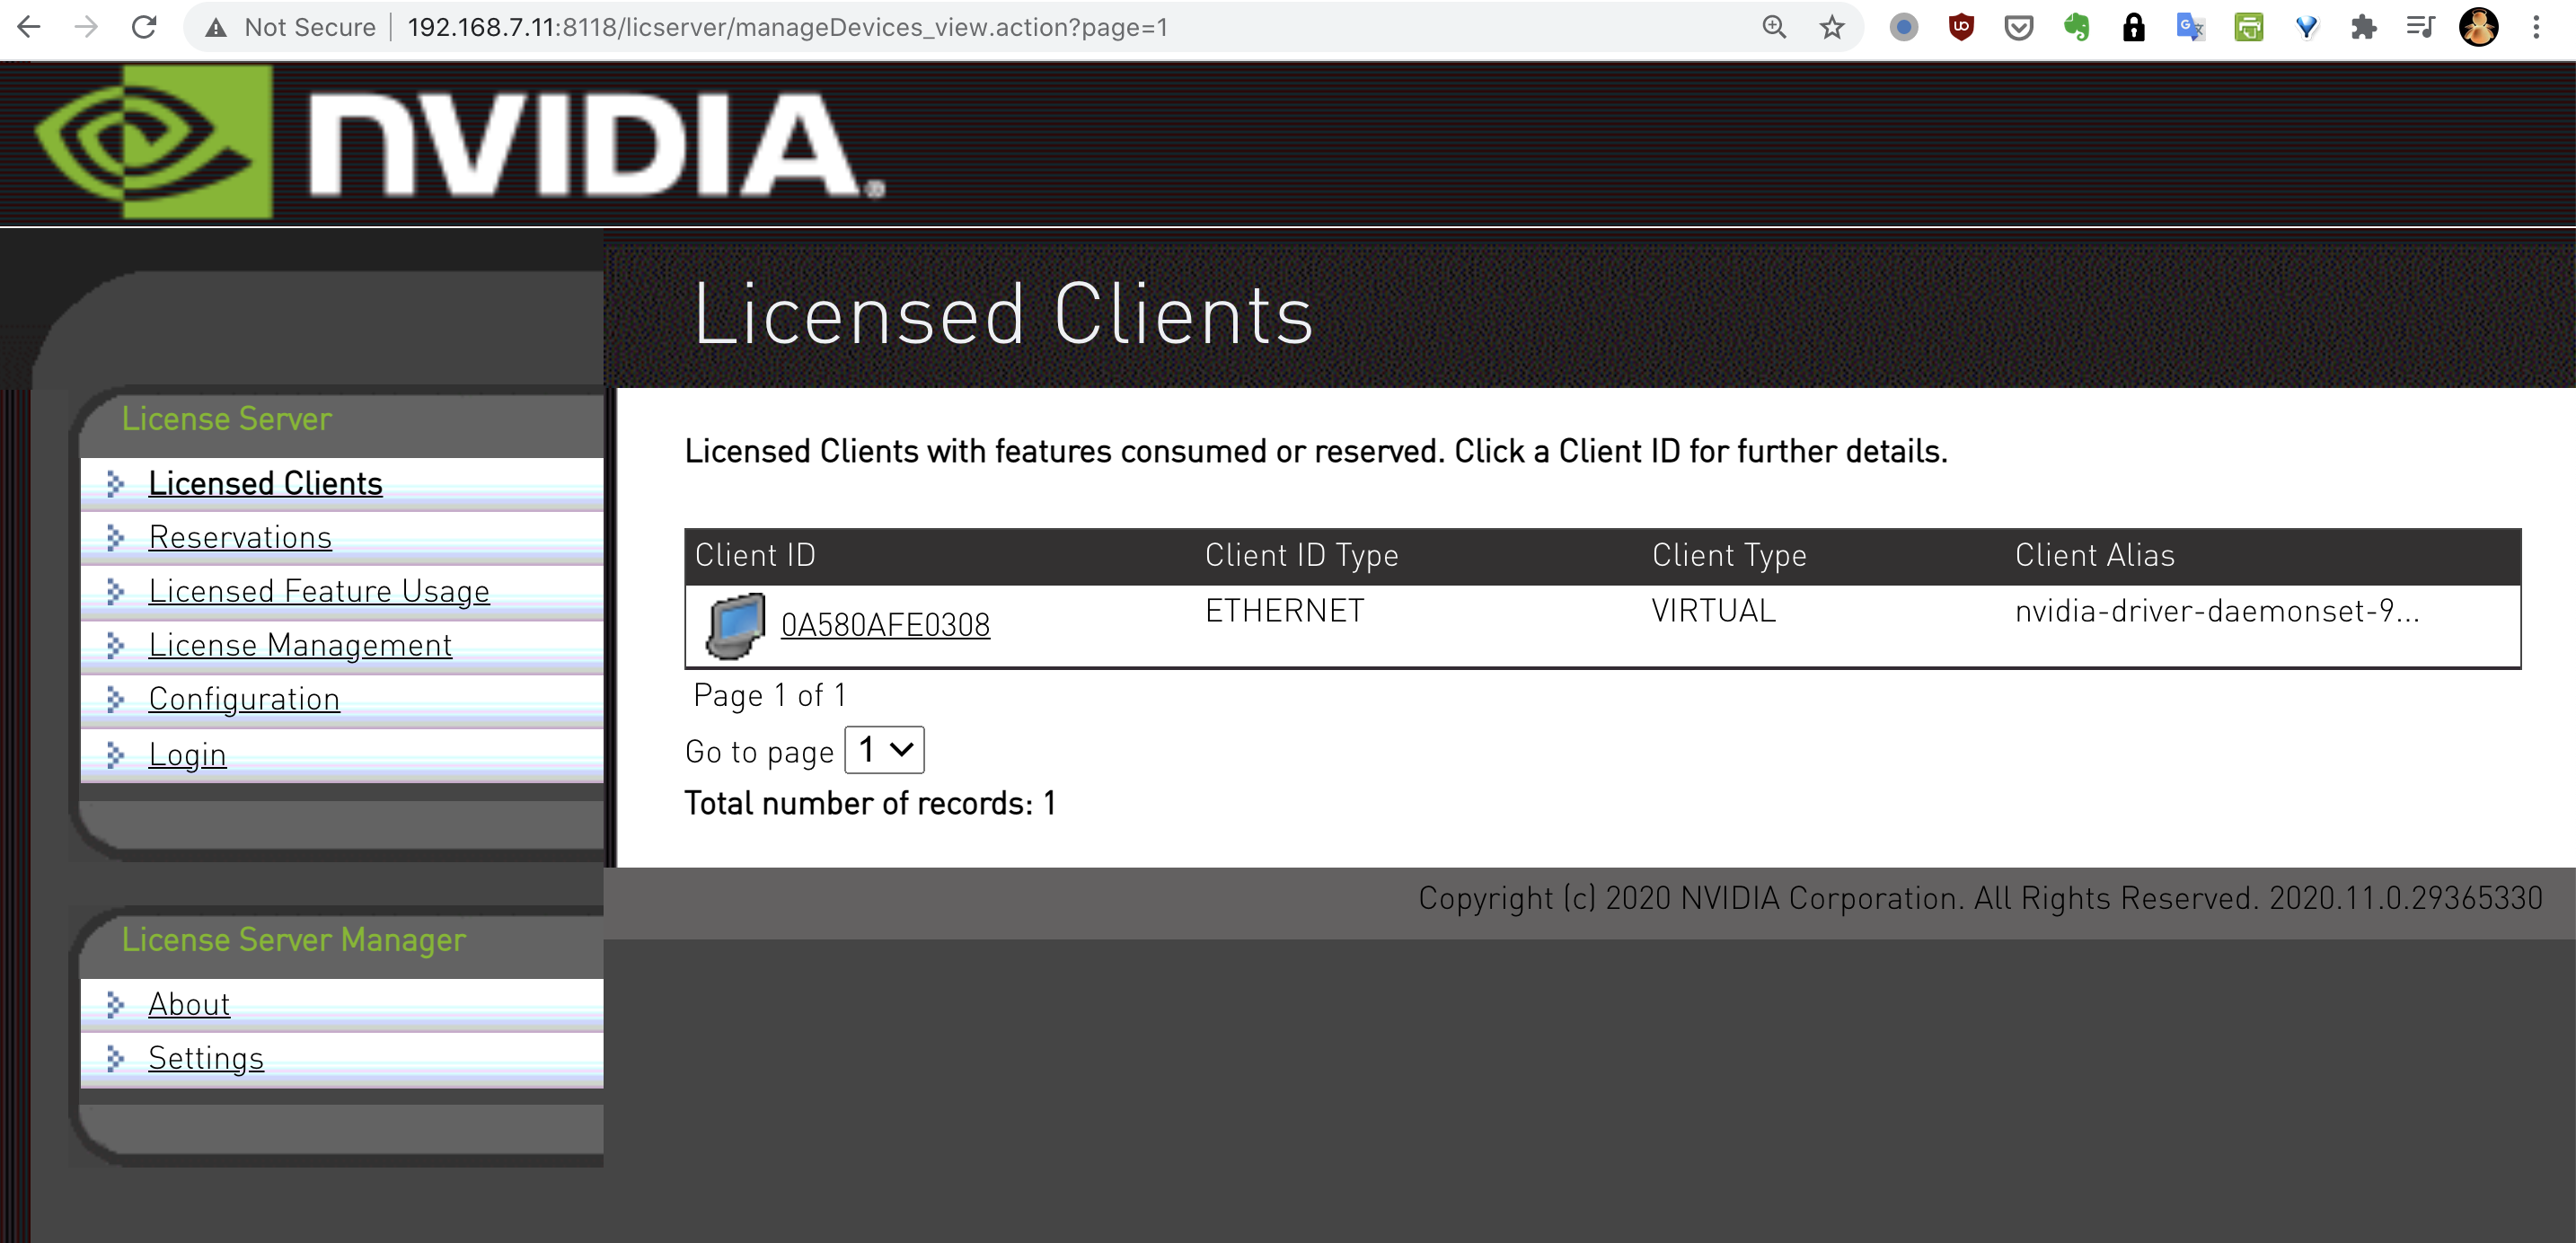 Not Secure 192.168.7.11:8118/licserver/manageDevices_view.action?page=1
NVIDIA®
Licensed Clients
License Server
Licensed Clients
Reservations
Licensed Feature Usage
License Management
Configuration
Login
License Server Manager
About
Settings
Licensed Clients with features consumed or reserved. Click a Client ID for further details.
Client ID Client ID Type Client Type Client Alias
0A580AFE0308 ETHERNET VIRTUAL nvidia-driver-daemonset-9...
Page 1 of 1
Go to page 1
Total number of records: 1
Copyright (c) 2020 NVIDIA Corporation. All Rights Reserved. 2020.11.0.29365330